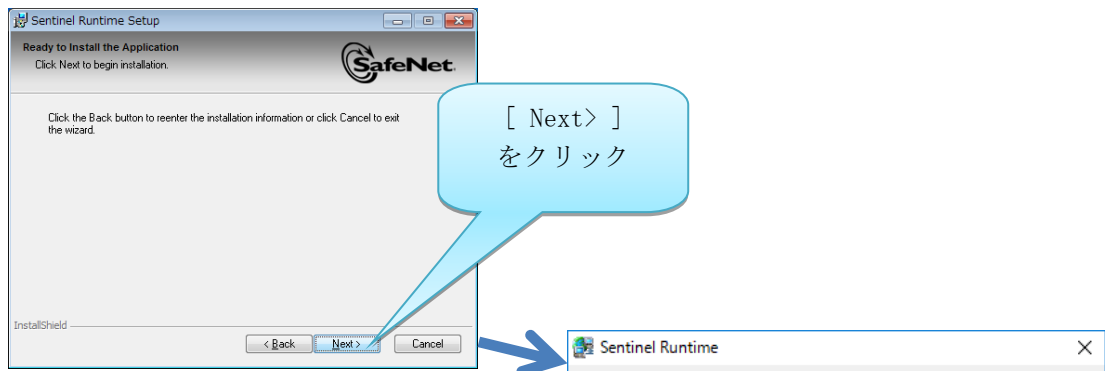 Sentinel Runtime Setup
Ready to Install the Application
Click Next to begin installation.
SafeNet.
Click the Back button to reenter the installation information or click Cancel to exit
the wizard.
[ Next> ]
をクリック
InstallShield
< Back
Next >
Cancel
Sentinel Runtime